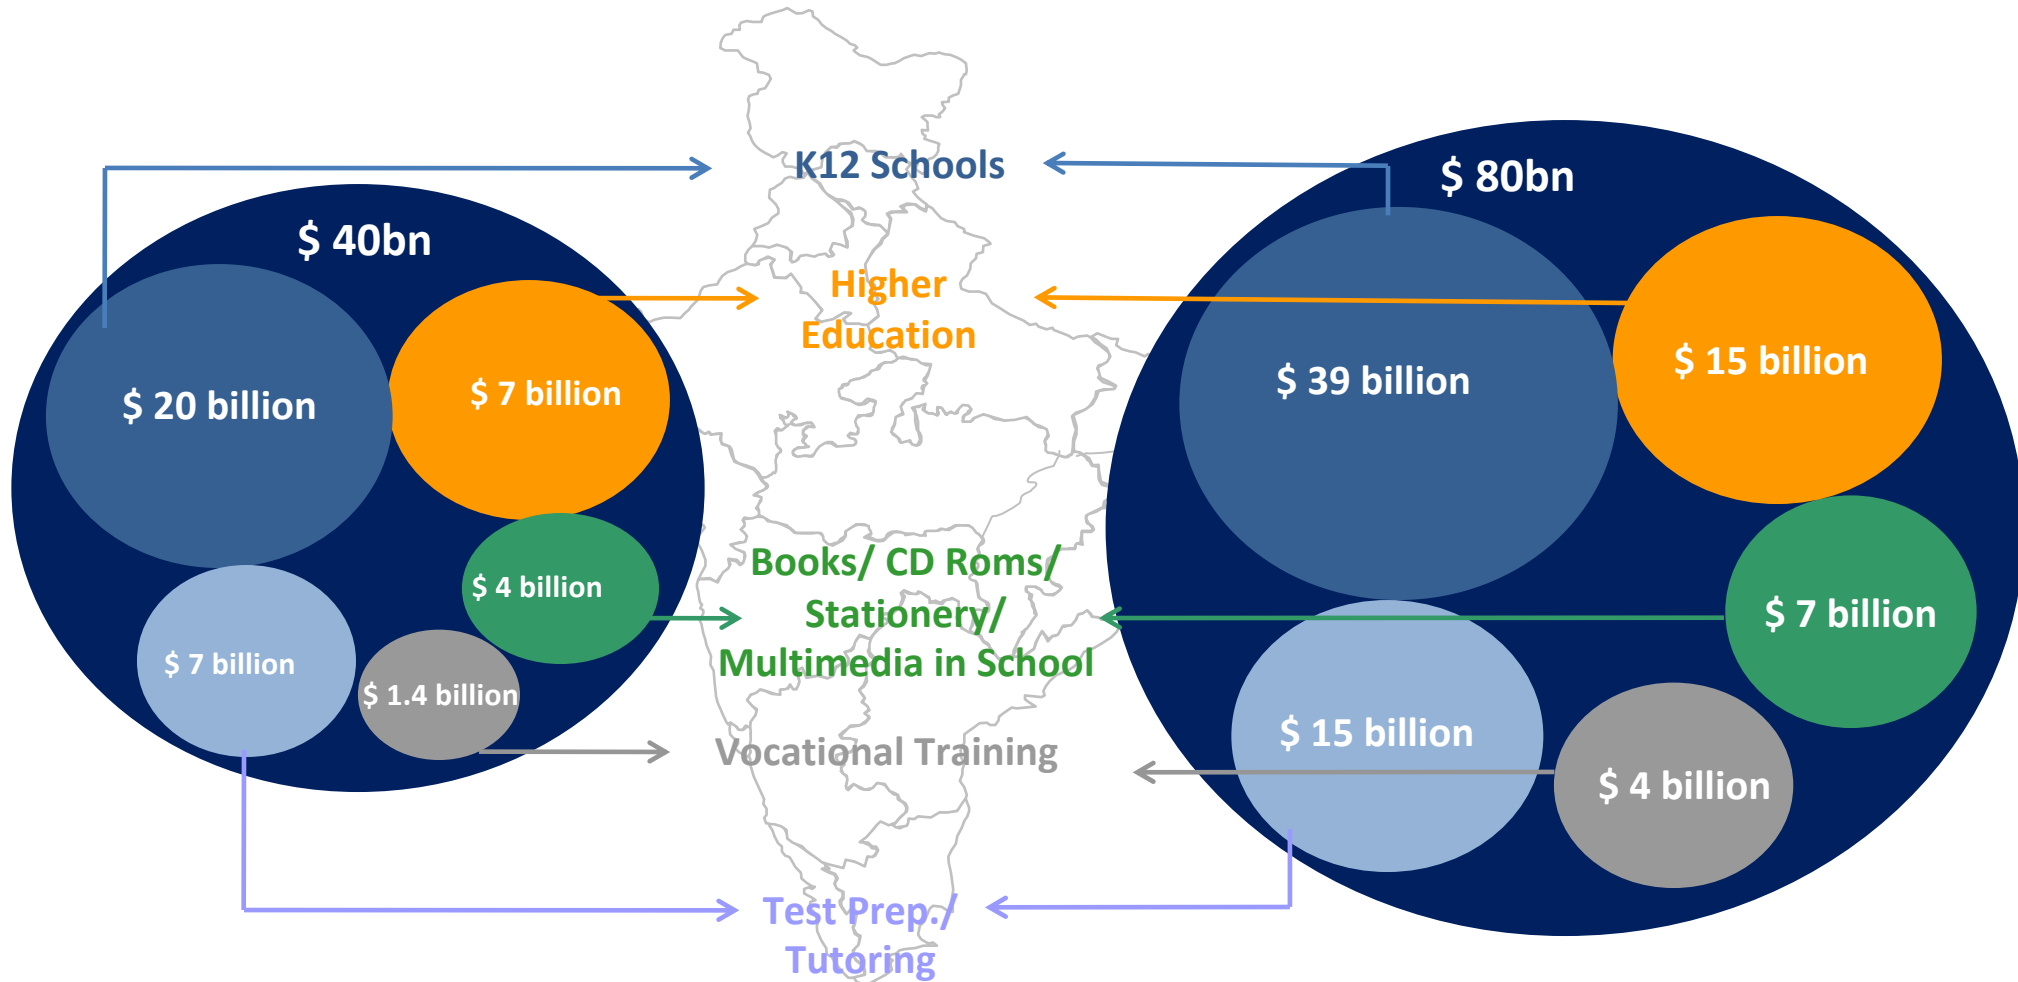 $ 40bn
$ 20 billion
$ 7 billion
$ 4 billion
$ 7 billion
$ 1.4 billion
K12 Schools
Higher
Education
Books/ CD Roms/
Stationery/
Multimedia in School
Vocational Training
Test Prep./
Tutoring
$ 80bn
$ 39 billion
$ 15 billion
$ 7 billion
$ 15 billion
$ 4 billion